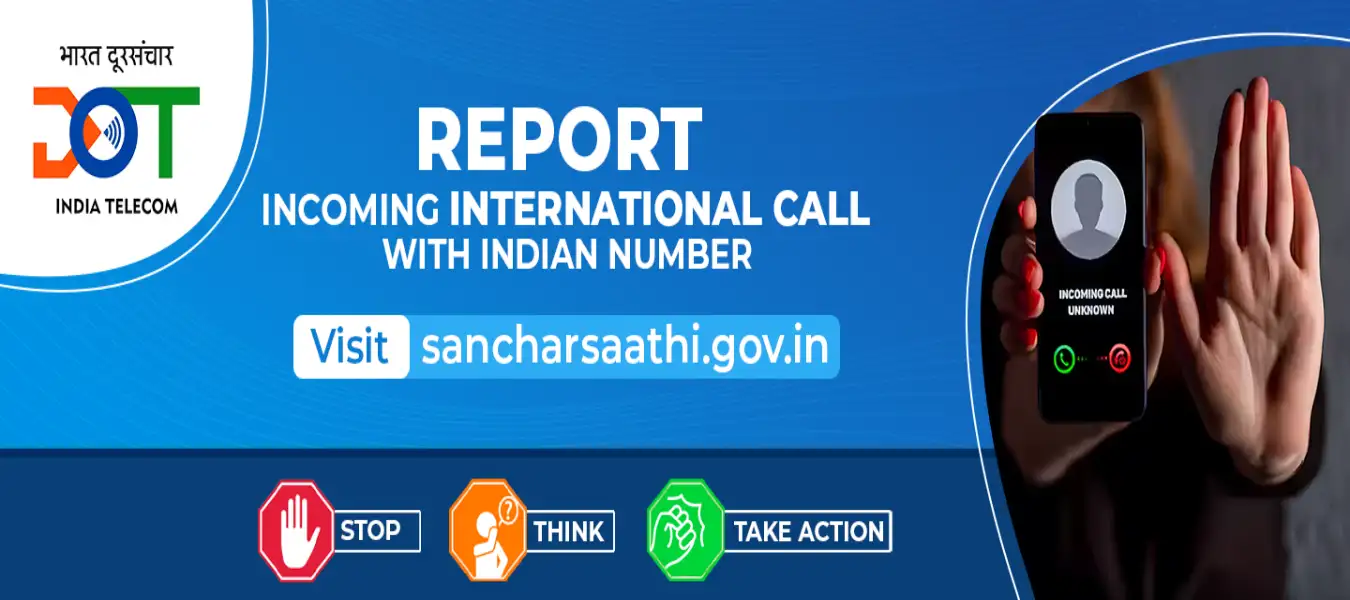 भारत दूरसंचार
DOT
INDIA TELECOM
REPORT
INCOMING INTERNATIONAL CALL
WITH INDIAN NUMBER
Visit sancharsaathi.gov.in
INCOMING CALL
UNKNOWN
STOP
THINK
TAKE ACTION